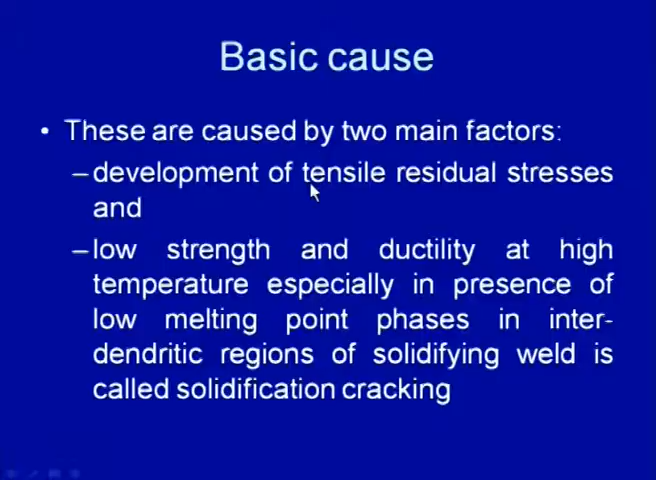 Basic cause
• These are caused by two main factors:
–development of tensile residual stresses
and
–low strength and ductility at high
temperature especially in presence of
low melting point phases in inter-
dendritic regions of solidifying weld is
called solidification cracking